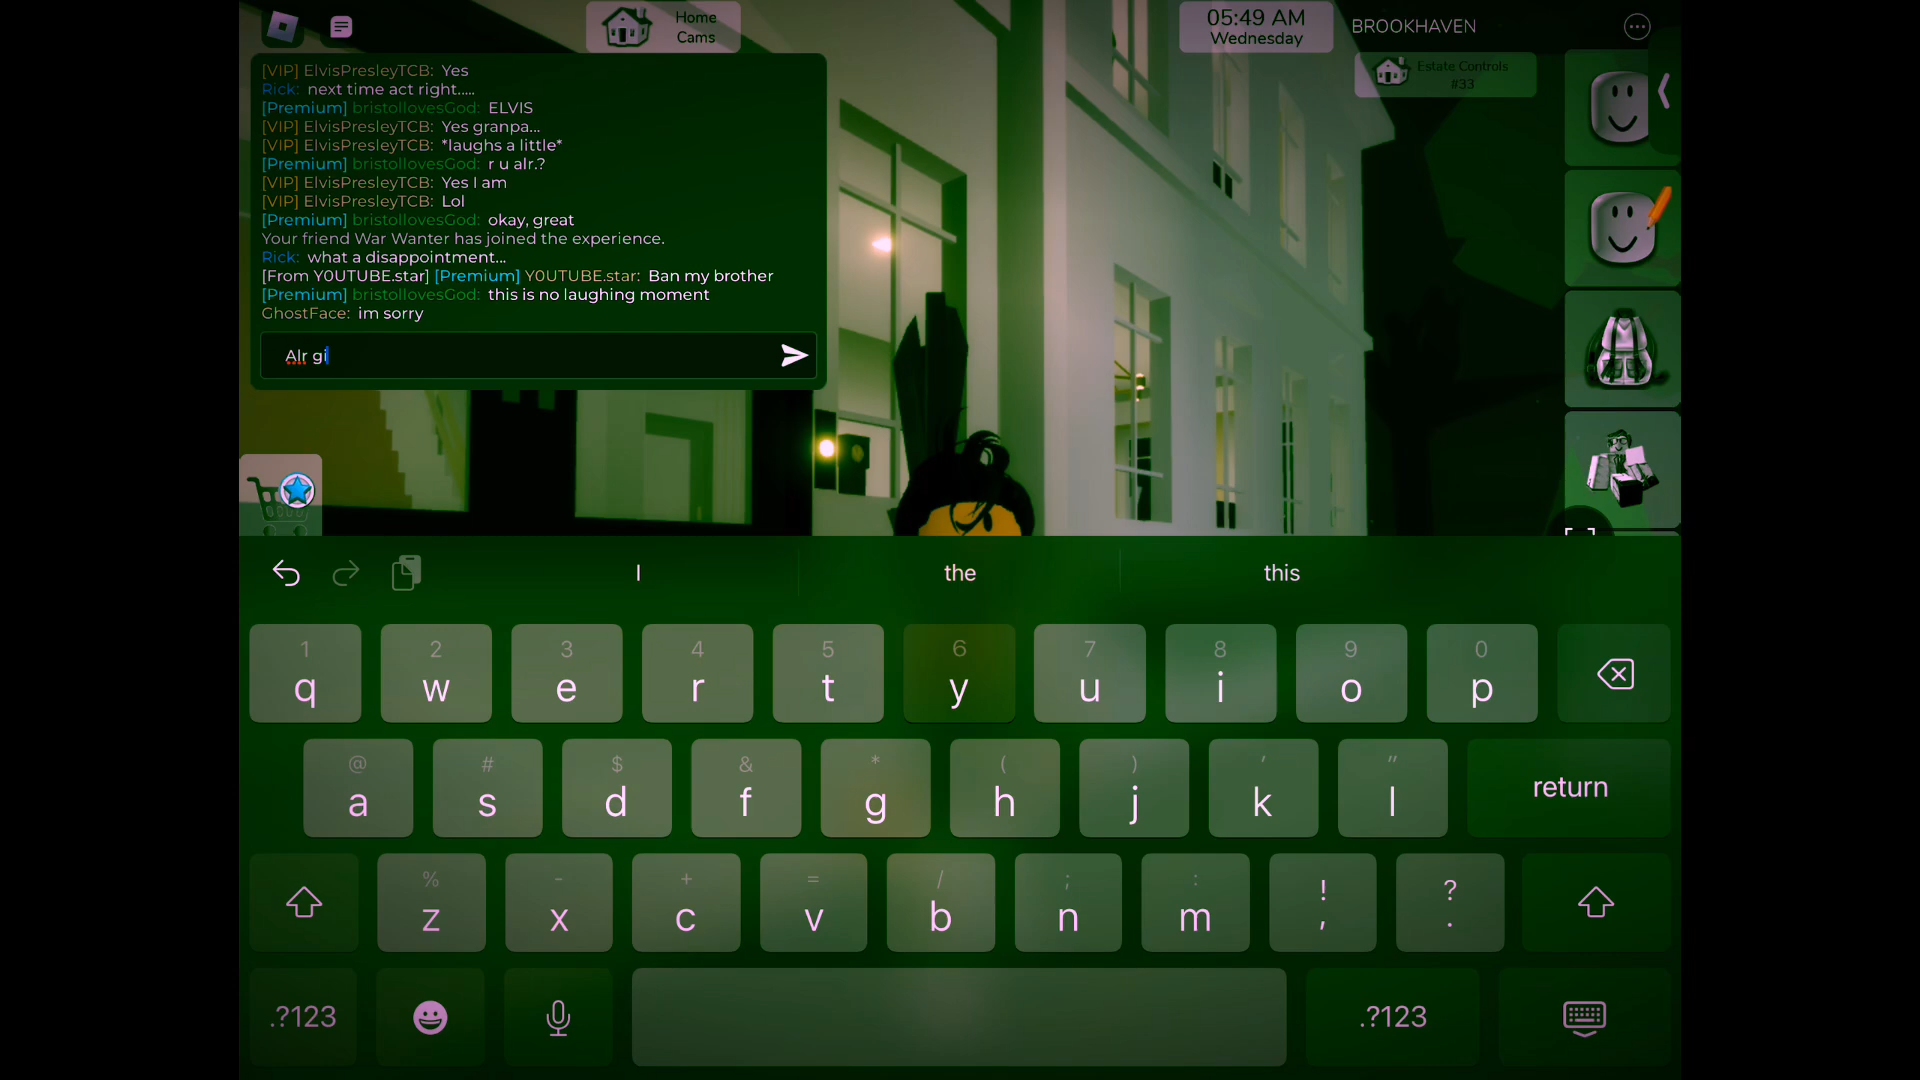 Home
Cams
05:49 AM
Wednesday
BROOKHAVEN
Estate Controls
#33
[VIP] ElvisPresleyTCB: Yes
Rick: next time act right.....
[Premium] bristollovesGod: ELVIS
[VIP] ElvisPresleyTCB: Yes granpa...
[VIP] ElvisPresleyTCB: *laughs a little*
[Premium] bristollovesGod: r u alr.?
[VIP] ElvisPresleyTCB: Yes I am
[VIP] ElvisPresleyTCB: Lol
[Premium] bristollovesGod: okay, great
Your friend War Wanter has joined the experience.
Rick: what a disappointment...
[From Y0UTUBE.star] [Premium] Y0UTUBE.star: Ban my brother
[Premium] bristollovesGod: this is no laughing moment
GhostFace: im sorry
Alr gi
I the this
1 2 3 4 5 6 7 8 9 0
q w e r t y u i o p
@ # $ & * ( ) ' "
a s d f g h j k l return
% - + = / ; : ! ?
z x c v b n m , .
.?123 .?123